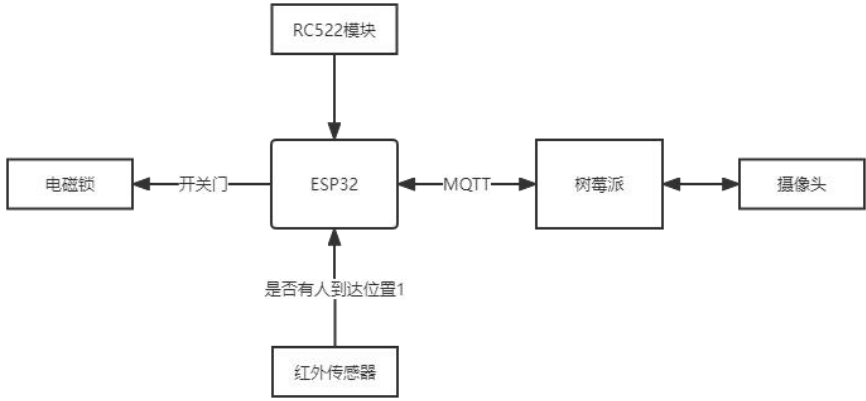 RC522模块
电磁锁
开关门
ESP32
MQTT
树莓派
摄像头
是否有人到达位置1
红外传感器